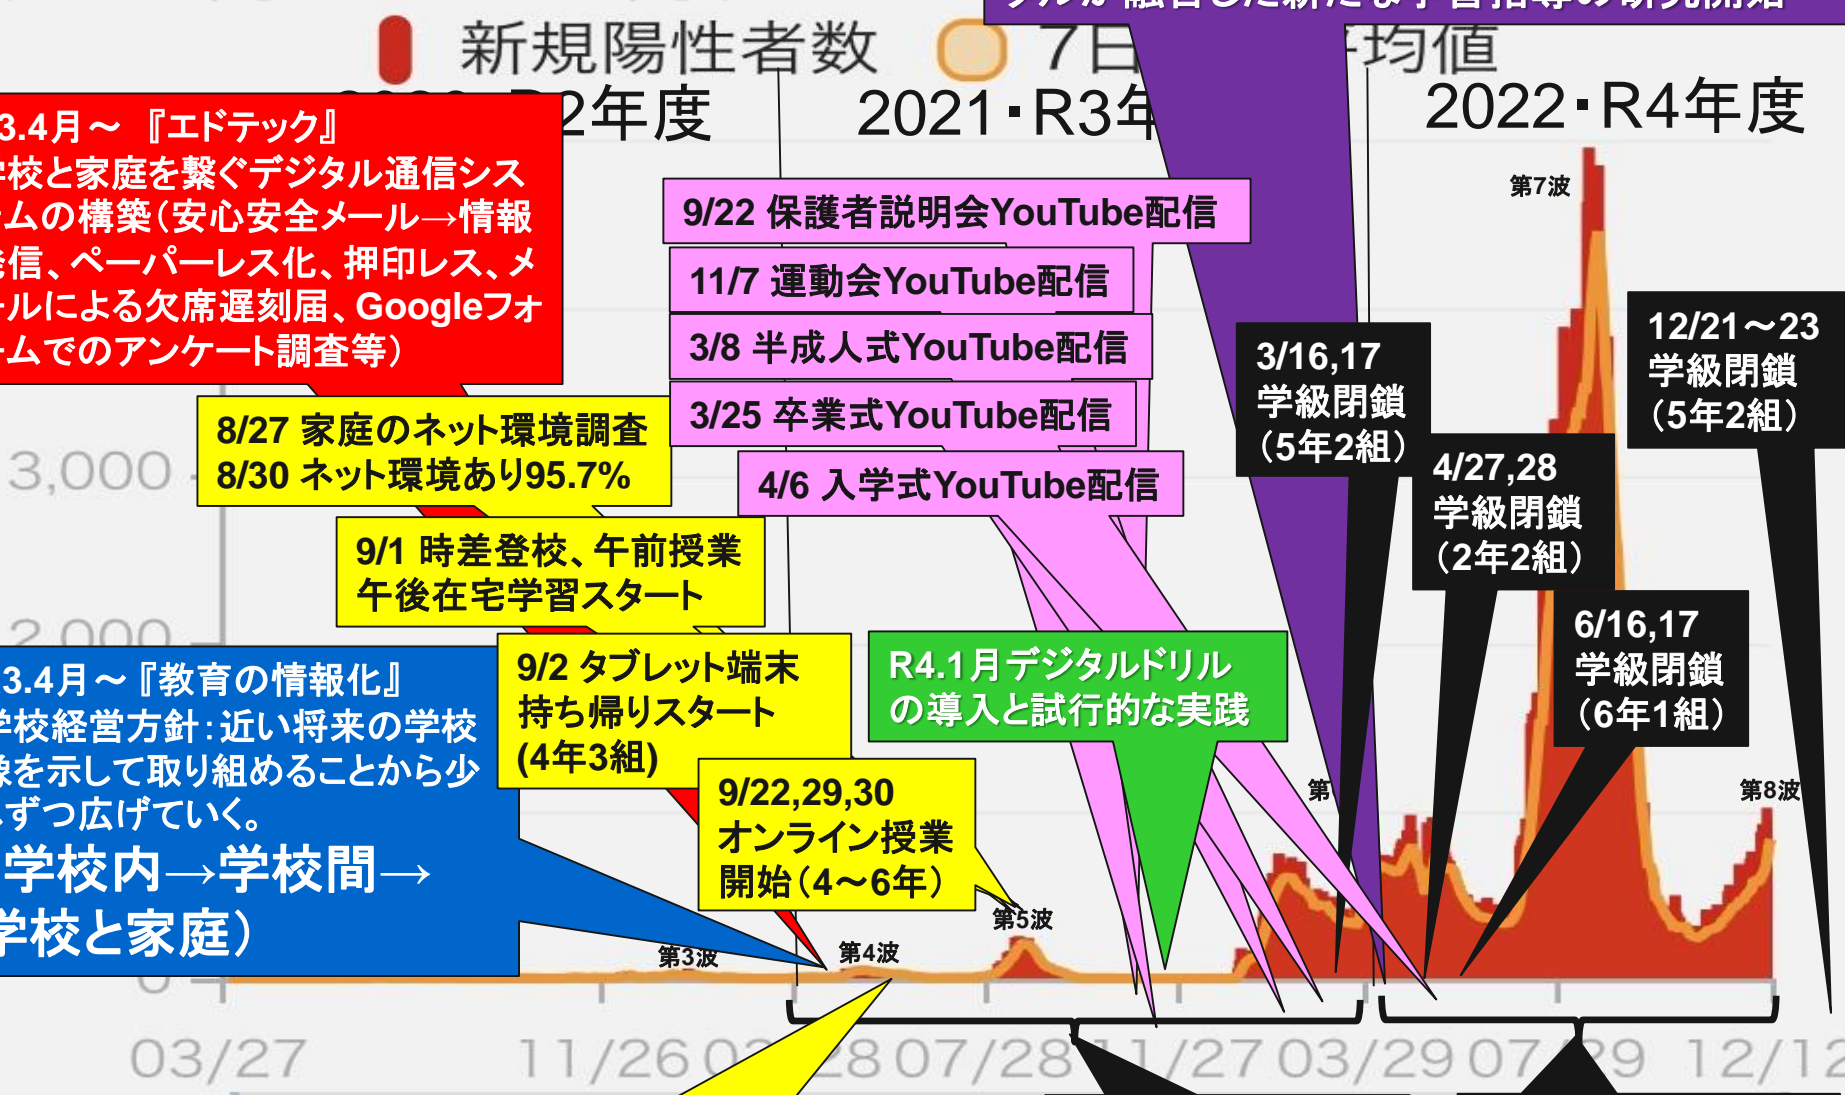 新規陽性者数
7日
均値
2年度
2021・R3年
2022・R4年度
3.4月～『エドテック』
学校と家庭を繋ぐデジタル通信シス
テムの構築（安心安全メール→情報
発信、ペーパーレス化、押印レス、メ
ールによる欠席遅刻届、Googleフォ
ームでのアンケート調査等）
第7波
9/22 保護者説明会YouTube配信
11/7 運動会YouTube配信
3/8 半成人式YouTube配信
3/25 卒業式YouTube配信
4/6 入学式YouTube配信
3/16,17
学級閉鎖
（5年2組）
12/21～23
学級閉鎖
（5年2組）
4/27,28
学級閉鎖
（2年2組）
6/16,17
学級閉鎖
（6年1組）
8/27 家庭のネット環境調査
8/30 ネット環境あり95.7%
9/1 時差登校、午前授業
午後在宅学習スタート
9/2 タブレット端末
持ち帰りスタート
(4年3組)
9/22,29,30
オンライン授業
開始（4～6年）
R4.1月デジタルドリル
の導入と試行的な実践
3.4月～『教育の情報化』
学校経営方針：近い将来の学校
像を示して取り組めることから少
しずつ広げていく。
学校内→学校間→
学校と家庭）
3,000
2,000
0
第3波
第4波
第5波
第
第8波
03/27
11/26
28
07/28
11/27
03/29
07/29
12/12